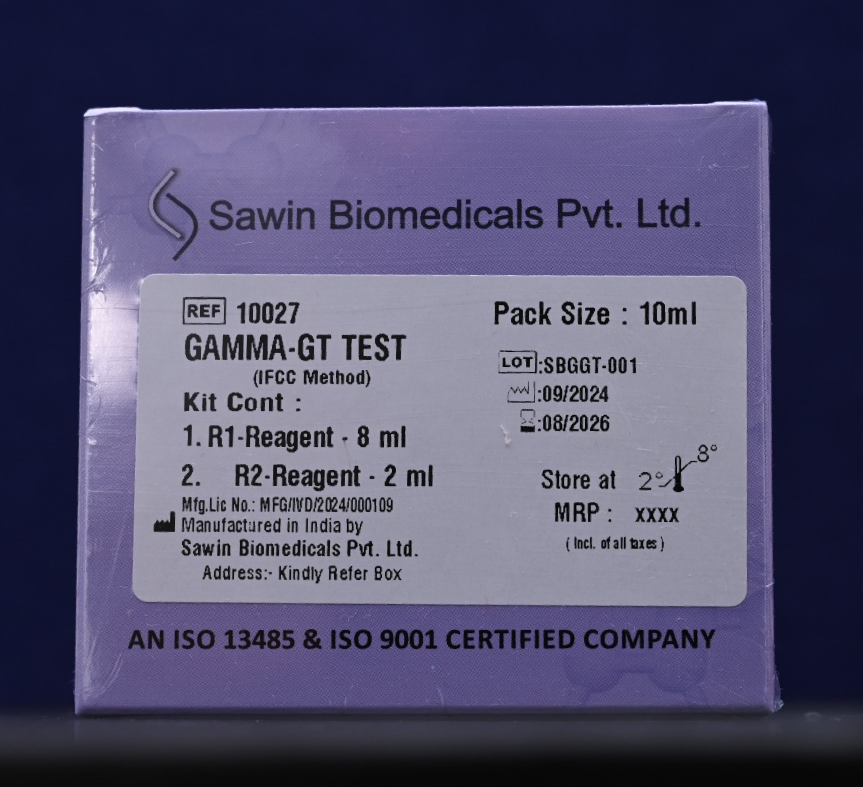 Sawin Biomedicals Pvt. Ltd.
REF 10027
GAMMA-GT TEST
(IFCC Method)
Kit Cont :
1. R1-Reagent - 8 ml
2. R2-Reagent - 2 ml
Mfg.Lic No.: MFG/IVD/2024/000109
Manufactured in India by
Sawin Biomedicals Pvt. Ltd.
Address:- Kindly Refer Box
Pack Size : 10ml
LOT :SBGGT-001
:09/2024
:08/2026
Store at 2° 8°
MRP : xxxx
( Incl. of all taxes )
AN ISO 13485 & ISO 9001 CERTIFIED COMPANY